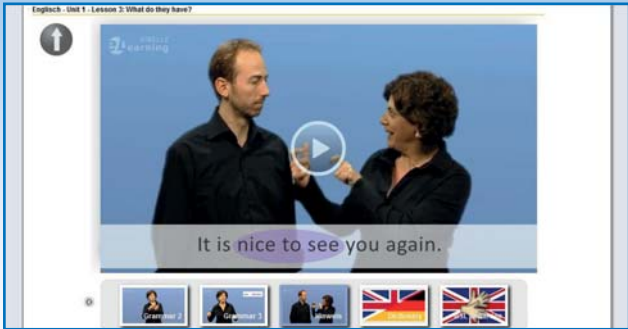 Englisch - Unit 1 - Lesson 3: What do they have?
It is nice to see you again.
Grammar 2
Grammar 3
Hinweis
Dictionary